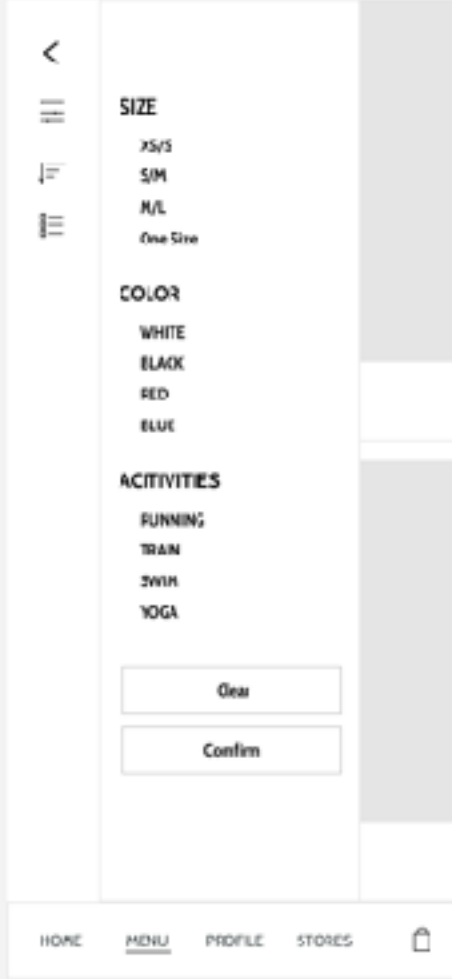 SIZE
XS/S
S/M
M/L
One Size
COLOR
WHITE
BLACK
RED
BLUE
ACITIVITIES
RUNNING
TRAIN
SWIM
YOGA
Clear
Confirm
HOME MENU PROFILE STORES